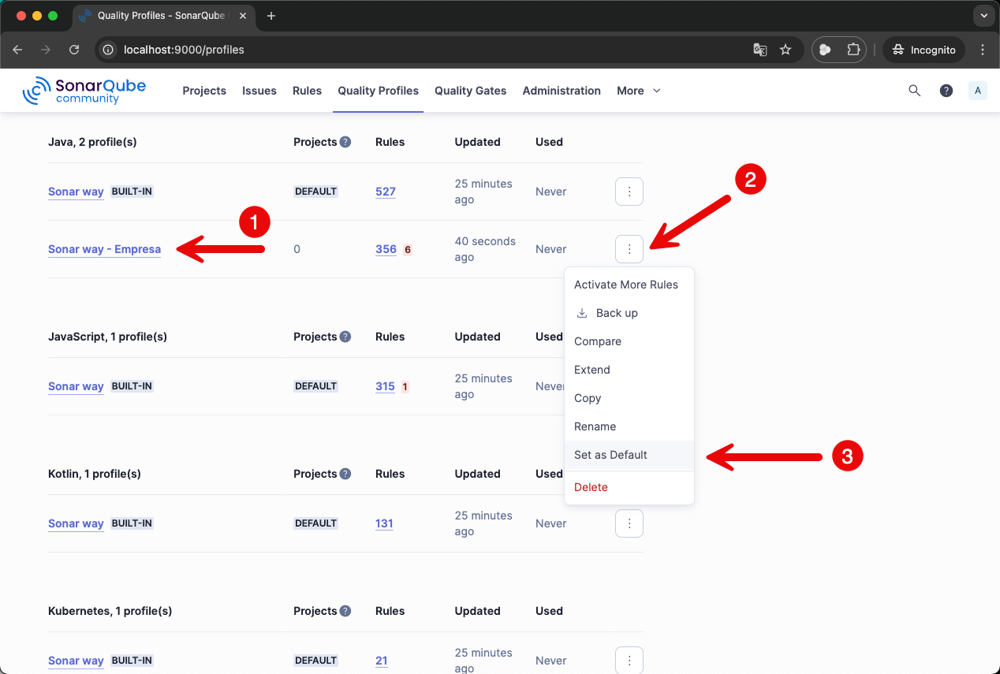 Quality Profiles - SonarQube
localhost:9000/profiles
Incognito
SonarQube community
Projects Issues Rules Quality Profiles Quality Gates Administration More ? A
Java, 2 profile(s) Projects ? Rules Updated Used
Sonar way BUILT-IN DEFAULT 527 25 minutes ago Never
2
1
Sonar way - Empresa 0 356 6 40 seconds ago Never
Activate More Rules
Back up
Compare
Extend
Copy
Rename
Set as Default
Delete
3
JavaScript, 1 profile(s) Projects ? Rules Updated Used
Sonar way BUILT-IN DEFAULT 315 1 25 minutes ago Never
Kotlin, 1 profile(s) Projects ? Rules Updated Used
Sonar way BUILT-IN DEFAULT 131 25 minutes ago Never
Kubernetes, 1 profile(s) Projects ? Rules Updated Used
Sonar way BUILT-IN DEFAULT 21 25 minutes ago Never